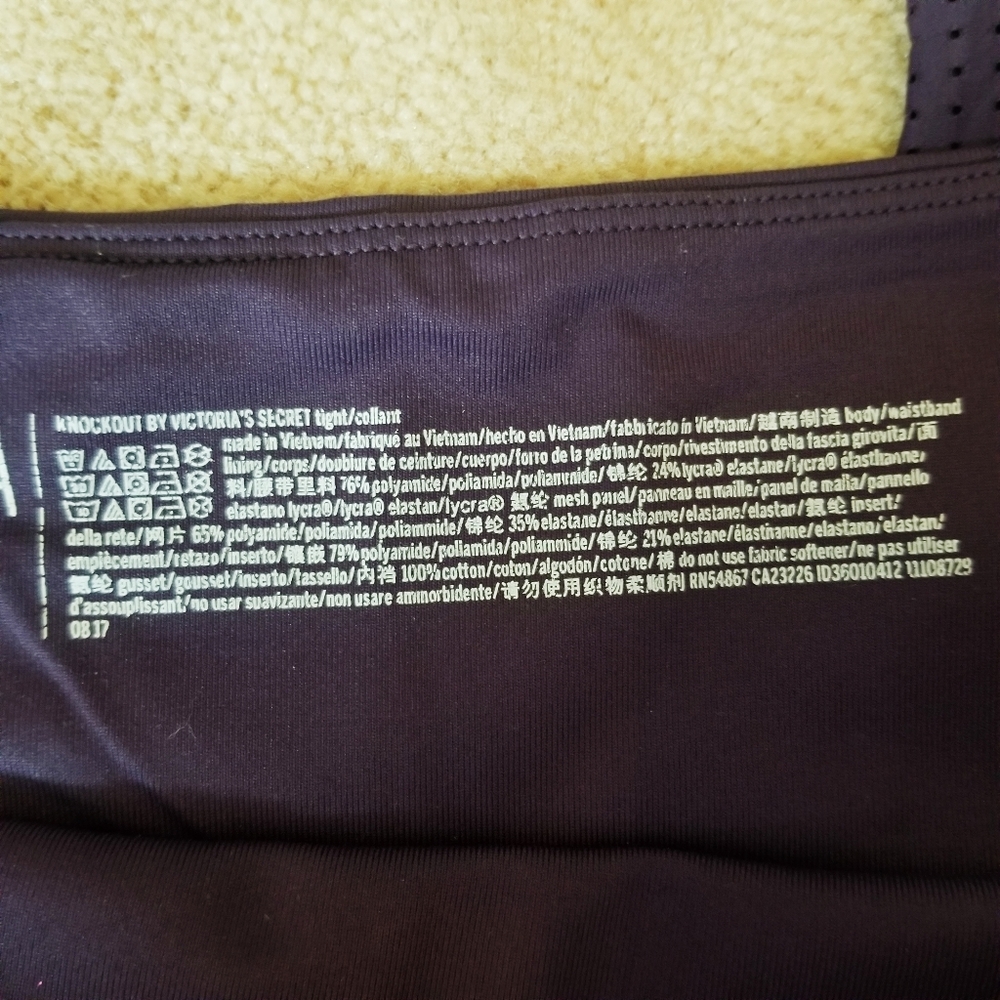 KNOCKOUT BY VICTORIA'S SECRET tight/collant
made in Vietnam/fabriqué au Vietnam/hecho en Vietnam/fabbricato in Vietnam/越南制造 body/waistband
lining/corps/doublure de ceinture/cuerpo/forro de la petrina/corpo/rivestimento della fascia girovita/面
料/腰带里料 76% polyamide/poliamida/poliammide/锦纶 24% lycra® elastane/lycra® élasthanne/
elastano lycra®/lycra® elastan/lycra® 氨纶 mesh panel/panneau en maille/panel de malla/pannello
della rete/网片 65% polyamide/poliamida/poliammide/锦纶 35% elastane/élasthanne/elastano/elastan/氨纶 insert/
empiècement/retazo/inserto/镶嵌 79% polyamide/poliamida/poliammide/锦纶 21% elastane/élasthanne/elastano/elastan/
氨纶 gusset/gousset/inserto/tassello/内裆 100% cotton/coton/algodón/cotone/棉 do not use fabric softener/ne pas utiliser
d'assouplissant/no usar suavizante/non usare ammorbidente/请勿使用织物柔顺剂 RN54867 CA23226 ID36010412 11108729
08 17